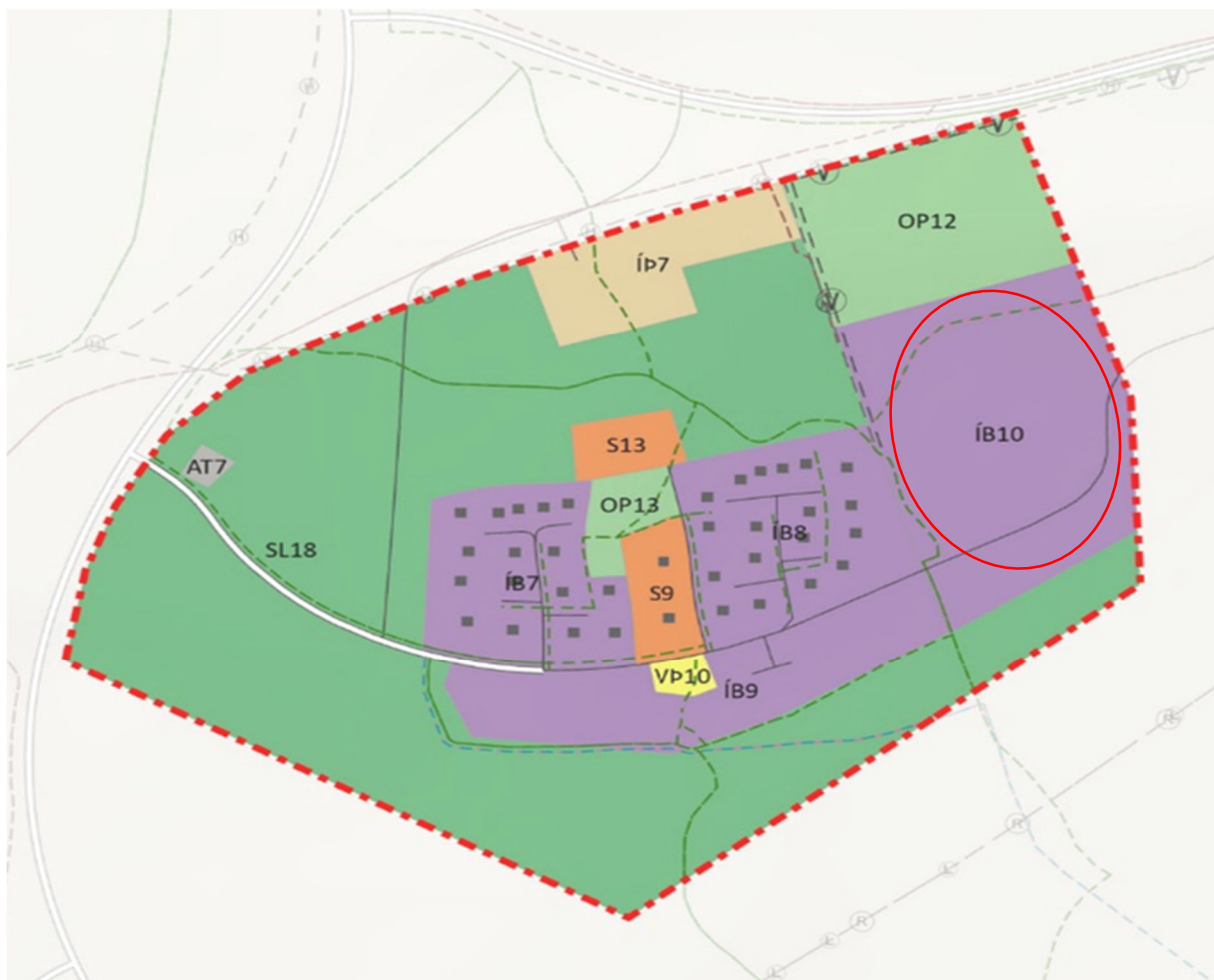 H
V
H
H
V
H
V
OP12
ÍÞ7
H
H
V
H
H
ÍB10
S13
AT7
OP13
ÍB8
SL18
ÍB7
S9
VÞ10
ÍB9
R
R
R